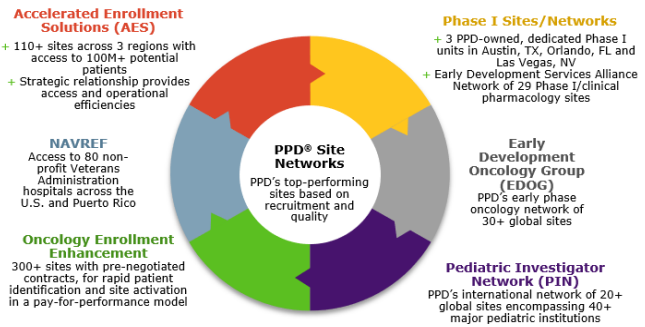 Accelerated Enrollment
Solutions (AES)
+ 110+ sites across 3 regions with
access to 100M+ potential
patients
+ Strategic relationship provides
access and operational
efficiencies
NAVREF
Access to 80 non-
profit Veterans
Administration
hospitals across the
U.S. and Puerto Rico
Oncology Enrollment
Enhancement
300+ sites with pre-negotiated
contracts, for rapid patient
identification and site activation
in a pay-for-performance model
PPD® Site
Networks
PPD's top-performing
sites based on
recruitment and
quality
Phase I Sites/Networks
+ 3 PPD-owned, dedicated Phase I
units in Austin, TX, Orlando, FL and
Las Vegas, NV
+ Early Development Services Alliance
Network of 29 Phase I/clinical
pharmacology sites
Early
Development
Oncology Group
(EDOG)
PPD's early phase
oncology network of
30+ global sites
Pediatric Investigator
Network (PIN)
PPD's international network of 20+
global sites encompassing 40+
major pediatric institutions